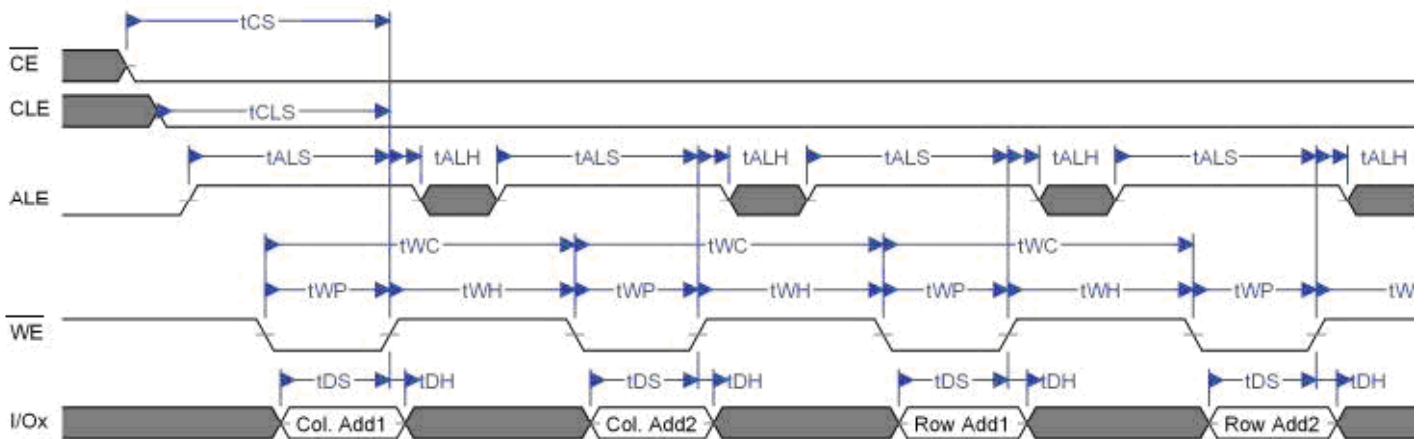 tCS
CE
CLE
tCLS
tALS tALH tALS tALH tALS tALH tALS tALH
ALE
tWC tWC tWC
tWP tWH tWP tWH tWP tWH tWP
WE
tDS tDH tDS tDH tDS tDH tDS tDH
I/Ox Col. Add1 Col. Add2 Row Add1 Row Add2